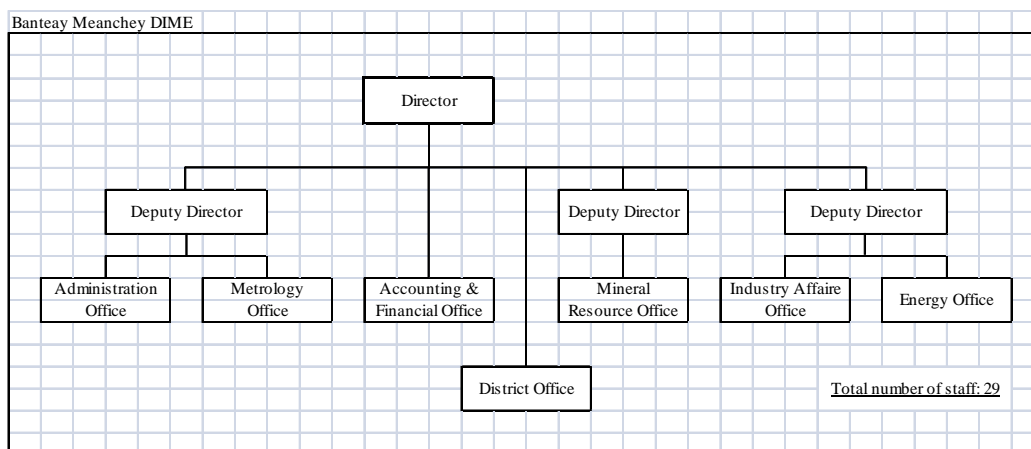 Banteay Meanchey DIME
Director
Deputy Director
Deputy Director
Deputy Director
Administration
Office
Metrology
Office
Accounting &
Financial Office
Mineral
Resource Office
Industry Affaire
Office
Energy Office
District Office
Total number of staff: 29